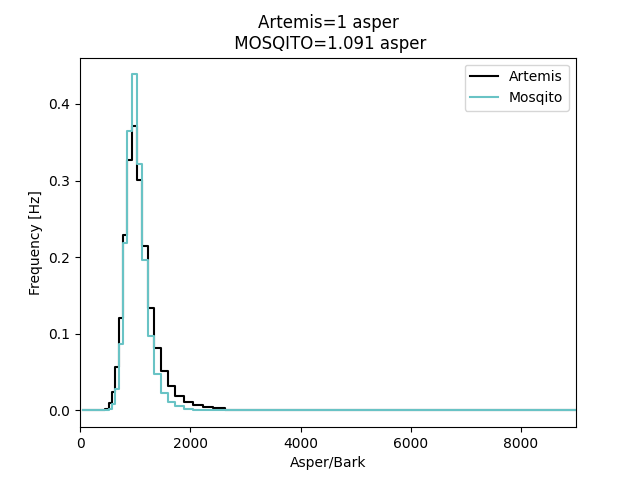 Artemis=1 asper
MOSQITO=1.091 asper
Artemis
Mosqito
Frequency [Hz]
0.4
0.3
0.2
0.1
0.0
0 2000 4000 6000 8000
Asper/Bark